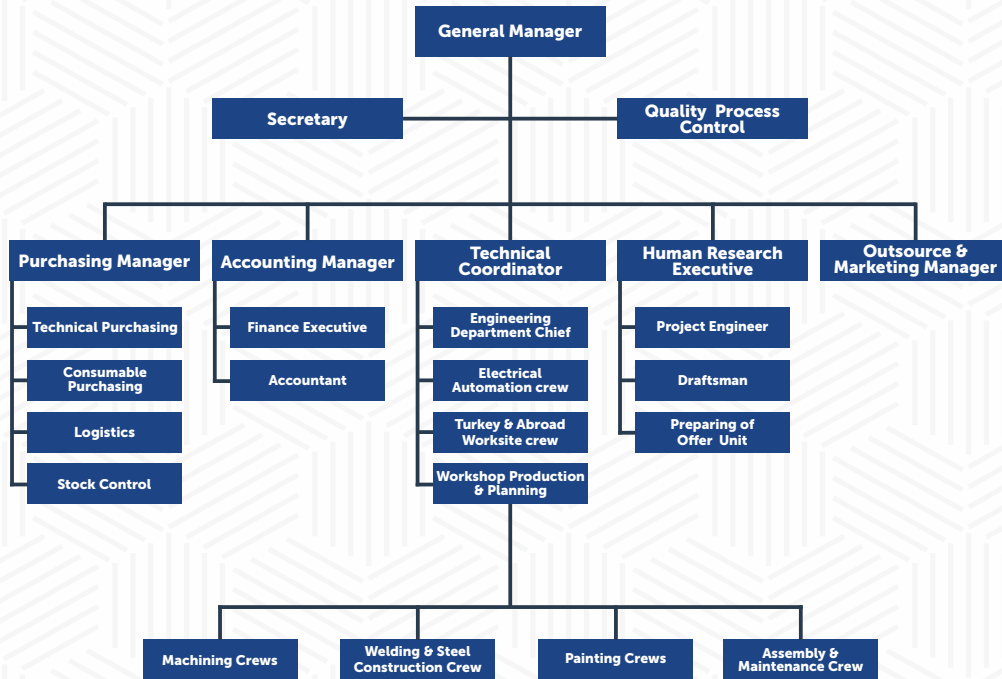 General Manager
Secretary
Quality Process
Control
Purchasing Manager
Accounting Manager
Technical
Coordinator
Human Research
Executive
Outsource &
Marketing Manager
Technical Purchasing
Consumable
Purchasing
Logistics
Stock Control
Finance Executive
Accountant
Engineering
Department Chief
Electrical
Automation crew
Turkey & Abroad
Worksite crew
Workshop Production
& Planning
Project Engineer
Draftsman
Preparing of
Offer Unit
Machining Crews
Welding & Steel
Construction Crew
Painting Crews
Assembly &
Maintenance Crew